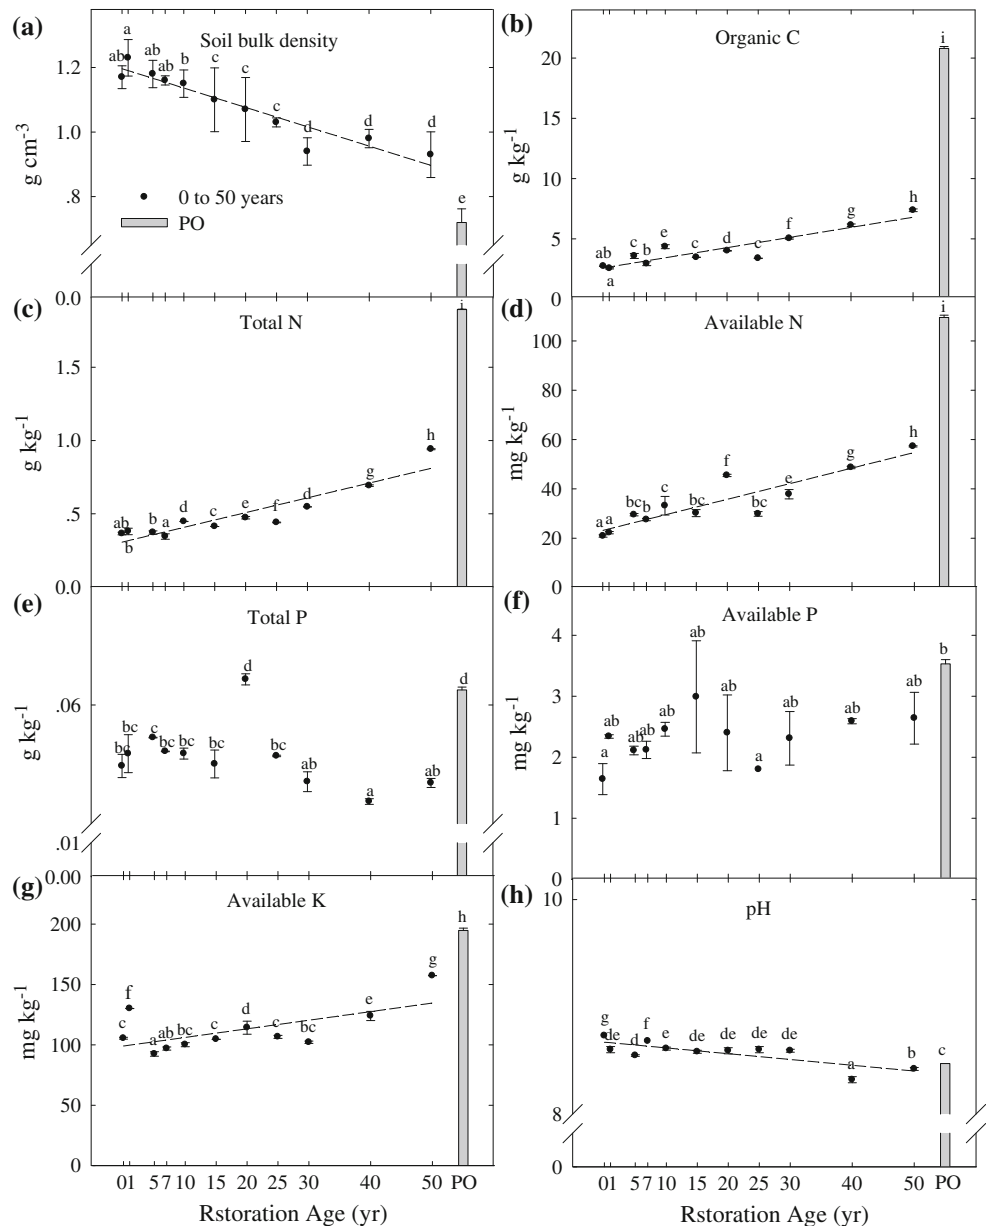 (a)
Soil bulk density
1.2
1.0
.8
0.0
g cm-3
ab a ab ab b c c c d d d e
0 to 50 years
PO
(b)
Organic C
20
15
10
5
0
g kg-1
ab a c b e c d c f g h i
(c)
Total N
1.5
1.0
.5
0.0
g kg-1
ab b b a d c e f d g h i
(d)
Available N
100
80
60
40
20
0
mg kg-1
a a bc b c bc f bc e g h i
(e)
Total P
.06
.01
0.00
g kg-1
bc bc c bc bc bc d bc ab a ab d
(f)
Available P
4
3
2
1
0
mg kg-1
a ab ab ab ab ab ab a ab ab ab b
(g)
Available K
200
150
100
50
0
mg kg-1
c f a ab bc c d c bc e g h
0 1 5 7 10 15 20 25 30 40 50 PO
Rstoration Age (yr)
(h)
pH
10
8
0
g de d f e de de de de a b c
0 1 5 7 10 15 20 25 30 40 50 PO
Rstoration Age (yr)